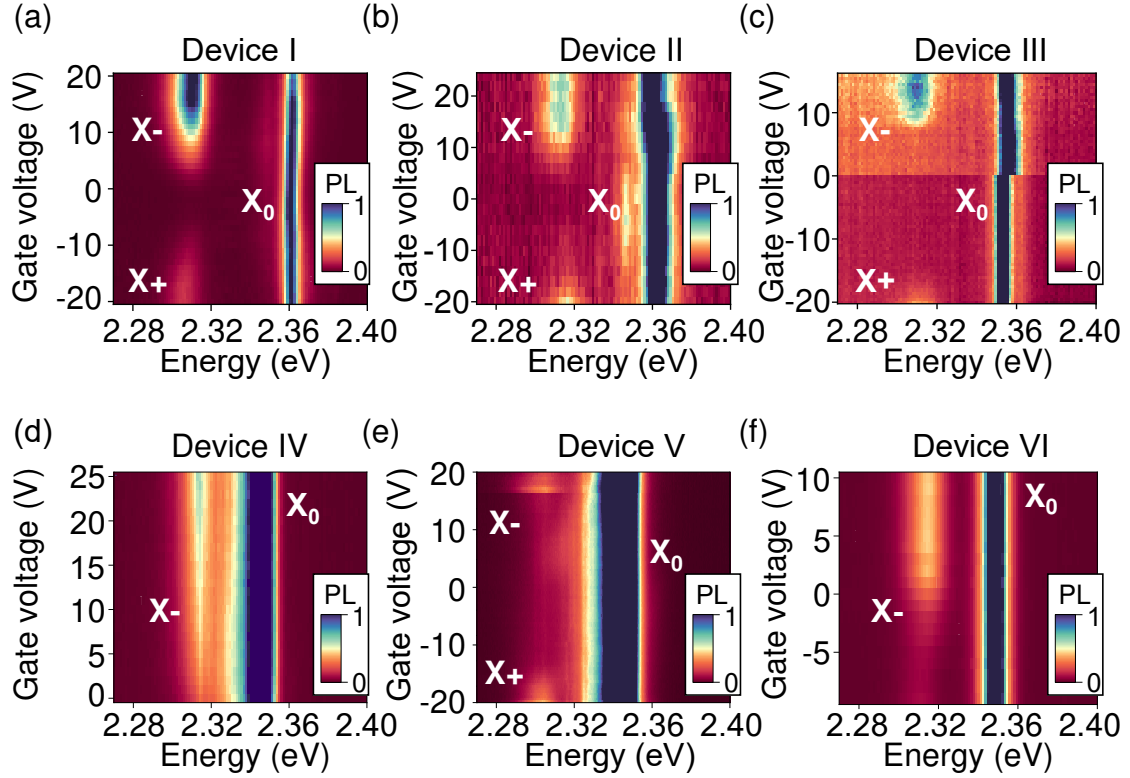 (a)
Device I
Gate voltage (V)
20
10
0
-10
-20
X-
X0
X+
PL
1
0
2.28 2.32 2.36 2.40
Energy (eV)
(b)
Device II
Gate voltage (V)
20
10
0
-10
-20
X-
X0
X+
PL
1
0
2.28 2.32 2.36 2.40
Energy (eV)
(c)
Device III
Gate voltage (V)
20
10
0
-10
-20
X-
X0
X+
PL
1
0
2.28 2.32 2.36 2.40
Energy (eV)
(d)
Device IV
Gate voltage (V)
25
20
15
10
5
0
X0
X-
PL
1
0
2.28 2.32 2.36 2.40
Energy (eV)
(e)
Device V
Gate voltage (V)
20
10
0
-10
-20
X-
X0
X+
PL
1
0
2.28 2.32 2.36 2.40
Energy (eV)
(f)
Device VI
Gate voltage (V)
10
5
0
-5
X0
X-
PL
1
0
2.28 2.32 2.36 2.40
Energy (eV)